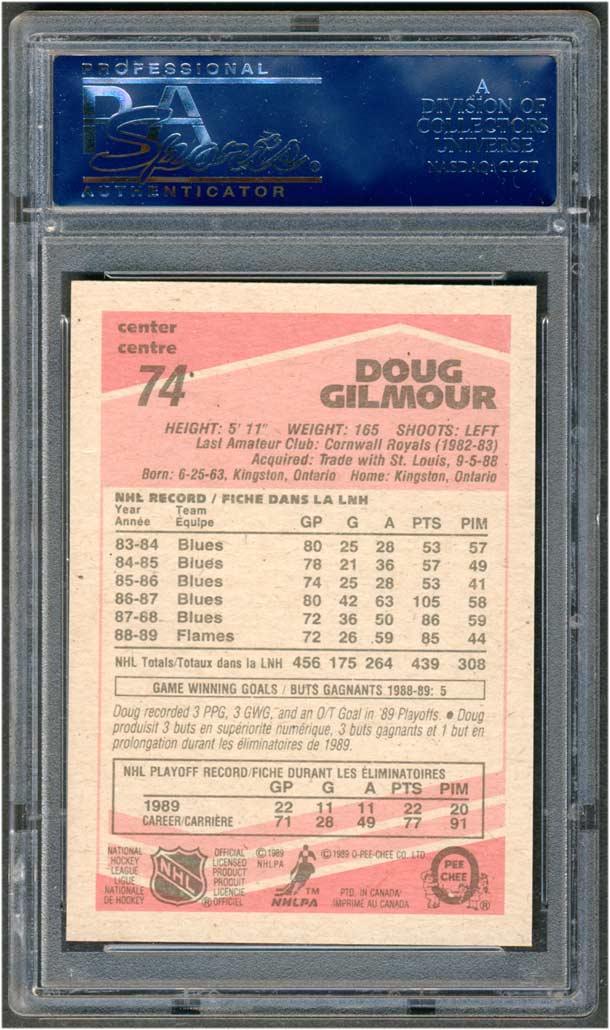 PROFESSIONAL
PSA
Sports
AUTHENTICATOR
A
DIVISION OF
COLLECTORS
UNIVERSE
NASDAQ: CLCT
center
centre
74
DOUG
GILMOUR
HEIGHT: 5' 11" WEIGHT: 165 SHOOTS: LEFT
Last Amateur Club: Cornwall Royals (1982-83)
Acquired: Trade with St. Louis, 9-5-88
Born: 6-25-63, Kingston, Ontario Home: Kingston, Ontario
NHL RECORD / FICHE DANS LA LNH
Year Team
Année Équipe GP G A PTS PIM
83-84 Blues 80 25 28 53 57
84-85 Blues 78 21 36 57 49
85-86 Blues 74 25 28 53 41
86-87 Blues 80 42 63 105 58
87-68 Blues 72 36 50 86 59
88-89 Flames 72 26 59 85 44
NHL Totals/Totaux dans la LNH 456 175 264 439 308
GAME WINNING GOALS / BUTS GAGNANTS 1988-89: 5
Doug recorded 3 PPG, 3 GWG, and an O/T Goal in '89 Playoffs. • Doug
produisit 3 buts en supériorité numérique, 3 buts gagnants et 1 but en
prolongation durant les éliminatoires de 1989.
NHL PLAYOFF RECORD/FICHE DURANT LES ÉLIMINATOIRES
GP G A PTS PIM
1989 22 11 11 22 20
CAREER/CARRIÈRE 71 28 49 77 91
NATIONAL
HOCKEY
LEAGUE
LIGUE
NATIONALE
DE HOCKEY
NHL
OFFICIAL
LICENSED
PRODUCT
PRODUIT
LICENCIE
OFFICIEL
®
© 1989
NHLPA
TM
NHLPA
© 1989 O-PEE-CHEE CO. LTD.
PTD. IN CANADA
IMPRIME AU CANADA
O
PEE
CHEE
®